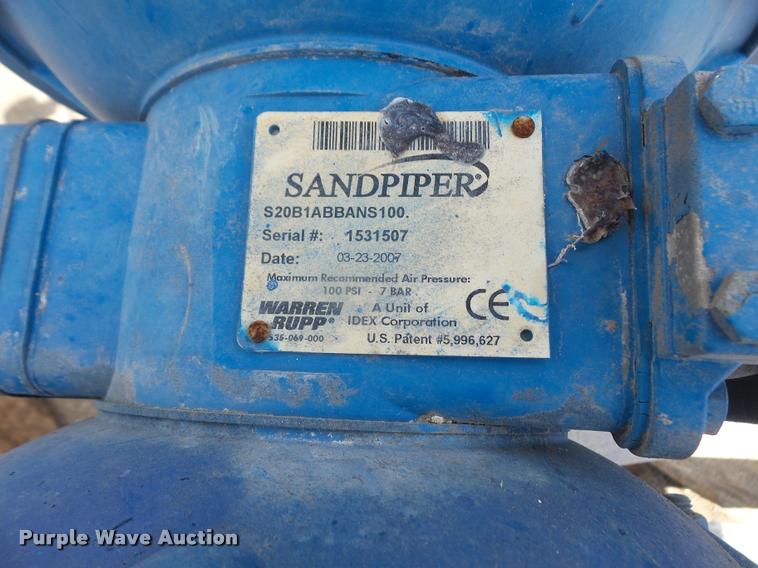 SANDPIPER®
S20B1ABBANS100.
Serial #: 1531507
Date: 03-23-2007
Maximum Recommended Air Pressure:
100 PSI - 7 BAR
WARREN RUPP®
A Unit of
IDEX Corporation
CE
535-069-000
U.S. Patent #5,996,627
Purple Wave Auction